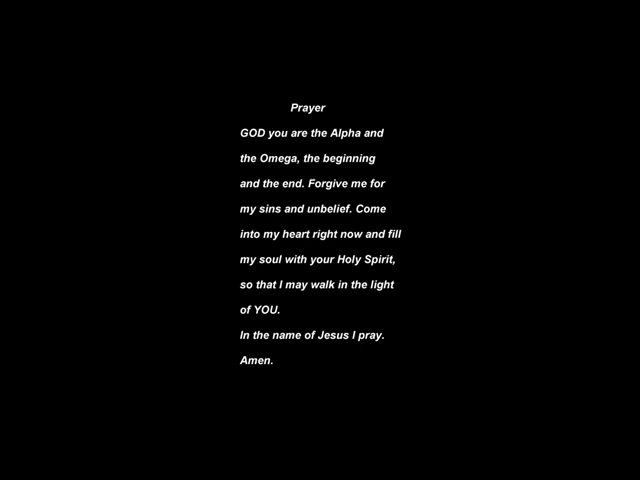 Prayer
GOD you are the Alpha and
the Omega, the beginning
and the end. Forgive me for
my sins and unbelief. Come
into my heart right now and fill
my soul with your Holy Spirit,
so that I may walk in the light
of YOU.
In the name of Jesus I pray.
Amen.